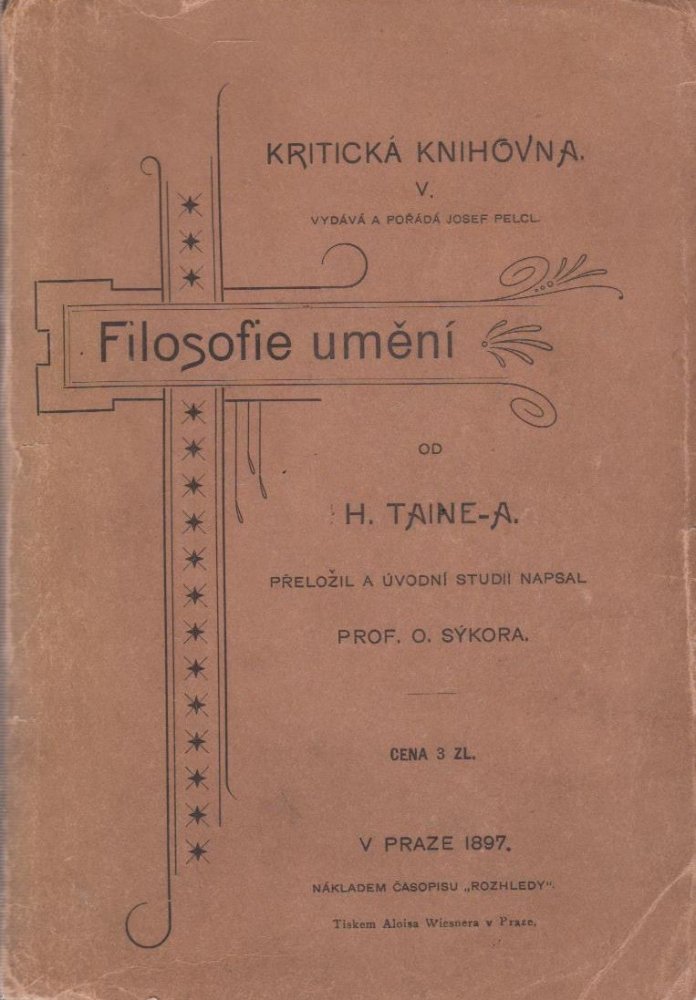 KRITICKÁ KNIHOVNA.
V.
VYDÁVÁ A POŘÁDÁ JOSEF PELCL.
Filosofie umění
OD
H. TAINE-A.
PŘELOŽIL A ÚVODNÍ STUDII NAPSAL
PROF. O. SÝKORA.
CENA 3 ZL.
V PRAZE 1897.
NÁKLADEM ČASOPISU „ROZHLEDY“.
Tiskem Aloisa Wiesnera v Praze.